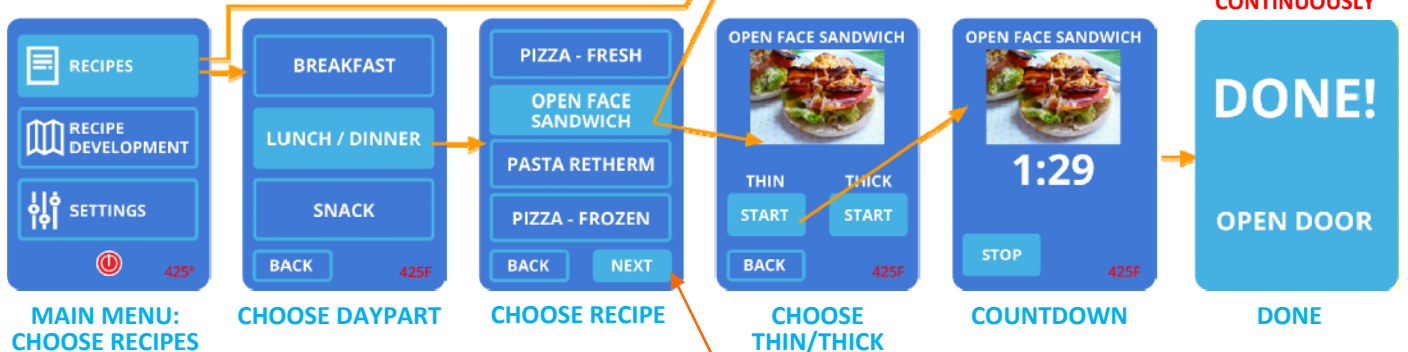 CONTINUOUSLY
RECIPES
RECIPE
DEVELOPMENT
SETTINGS
425°
MAIN MENU:
CHOOSE RECIPES
BREAKFAST
LUNCH / DINNER
SNACK
BACK
425F
CHOOSE DAYPART
PIZZA - FRESH
OPEN FACE
SANDWICH
PASTA RETHERM
PIZZA - FROZEN
BACK
NEXT
CHOOSE RECIPE
OPEN FACE SANDWICH
THIN
THICK
START
START
BACK
425F
CHOOSE
THIN/THICK
OPEN FACE SANDWICH
1:29
STOP
425F
COUNTDOWN
DONE!
OPEN DOOR
DONE